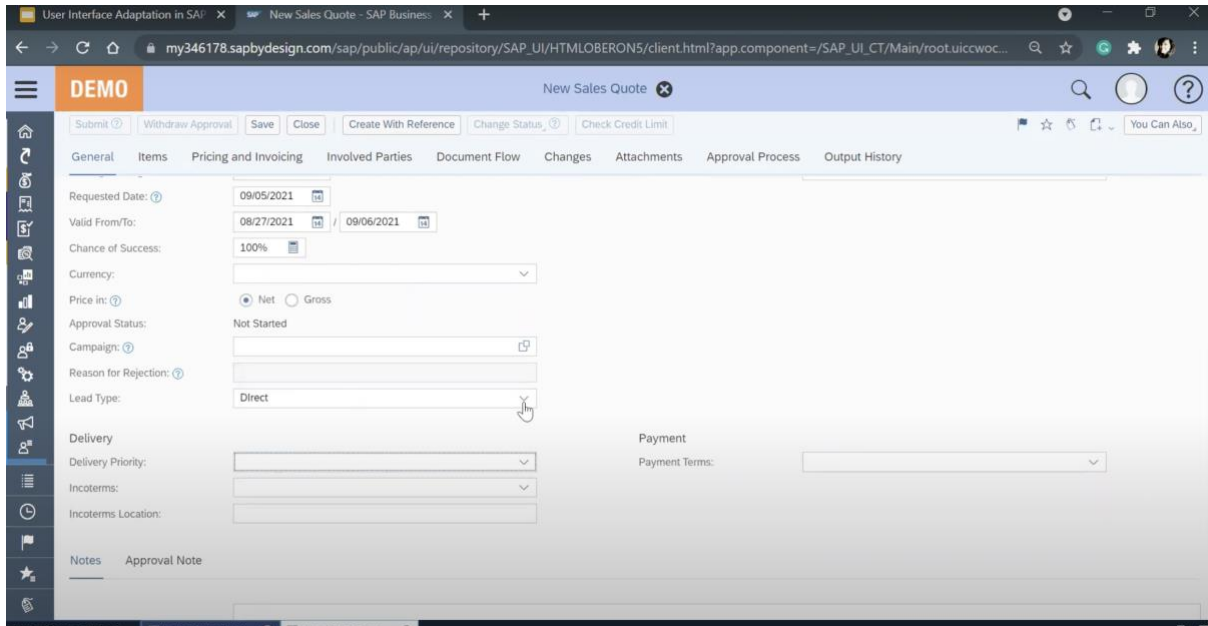 User Interface Adaptation in SAP
New Sales Quote - SAP Business
my346178.sapbydesign.com/sap/public/ap/ui/repository/SAP_UI/HTMLOBERON5/client.html?app.component=/SAP_UI_CT/Main/root.uiccwoc...
DEMO
New Sales Quote
Submit Withdraw Approval Save Close Create With Reference Change Status Check Credit Limit You Can Also
General Items Pricing and Invoicing Involved Parties Document Flow Changes Attachments Approval Process Output History
Requested Date: 09/05/2021
Valid From/To: 08/27/2021 / 09/06/2021
Chance of Success: 100%
Currency:
Price in: Net Gross
Approval Status: Not Started
Campaign:
Reason for Rejection:
Lead Type: DIrect
Delivery Payment
Delivery Priority: Payment Terms:
Incoterms:
Incoterms Location:
Notes Approval Note